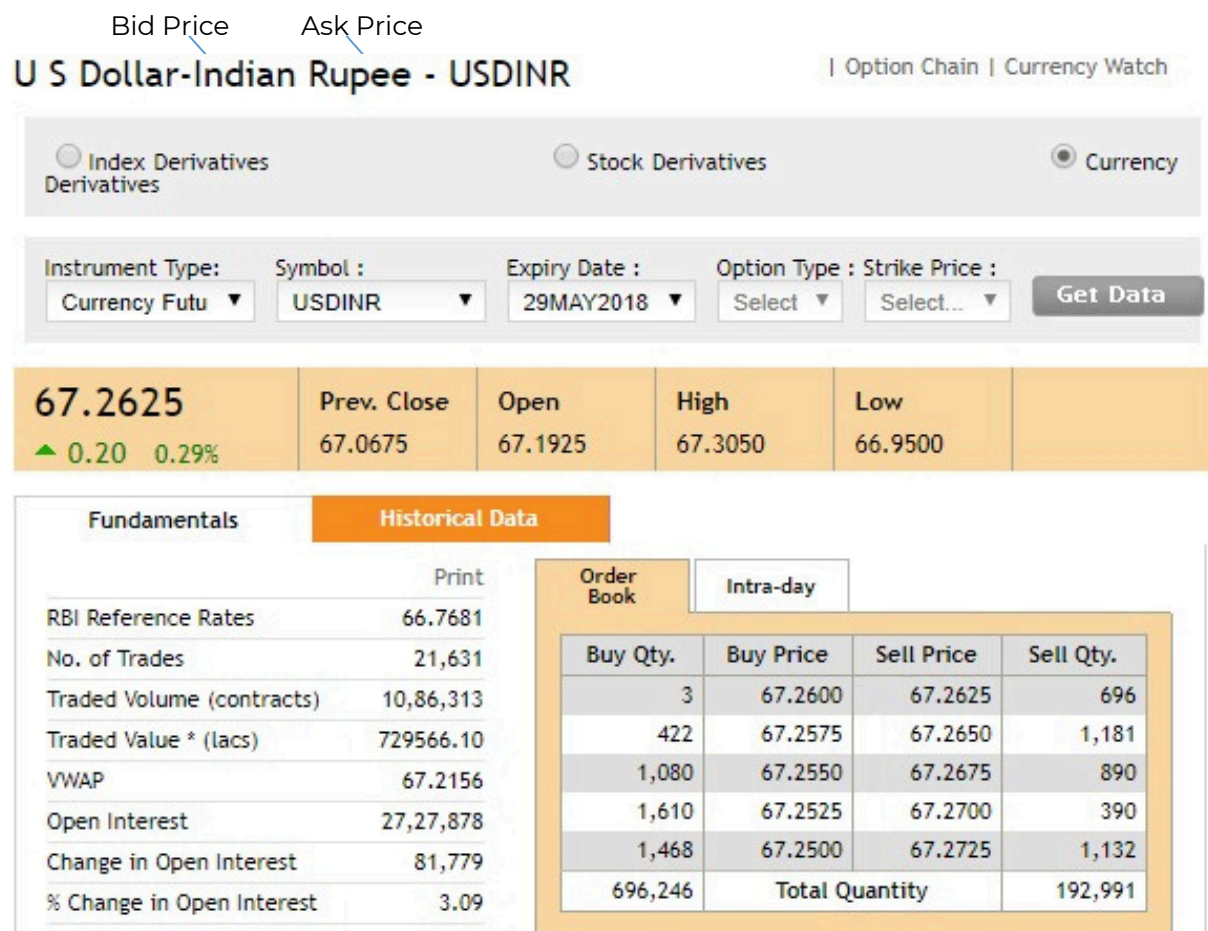 Bid Price Ask Price
U S Dollar-Indian Rupee - USDINR | Option Chain | Currency Watch
Index Derivatives Stock Derivatives Currency
Derivatives
Instrument Type: Symbol : Expiry Date : Option Type : Strike Price :
Currency Futu ▼ USDINR ▼ 29MAY2018 ▼ Select ▼ Select... ▼ Get Data
67.2625 Prev. Close Open High Low
▲ 0.20 0.29% 67.0675 67.1925 67.3050 66.9500
Fundamentals Historical Data
Print Order
Book Intra-day
RBI Reference Rates 66.7681
No. of Trades 21,631 Buy Qty. Buy Price Sell Price Sell Qty.
Traded Volume (contracts) 10,86,313 3 67.2600 67.2625 696
Traded Value * (lacs) 729566.10 422 67.2575 67.2650 1,181
VWAP 67.2156 1,080 67.2550 67.2675 890
Open Interest 27,27,878 1,610 67.2525 67.2700 390
Change in Open Interest 81,779 1,468 67.2500 67.2725 1,132
% Change in Open Interest 3.09 696,246 Total Quantity 192,991